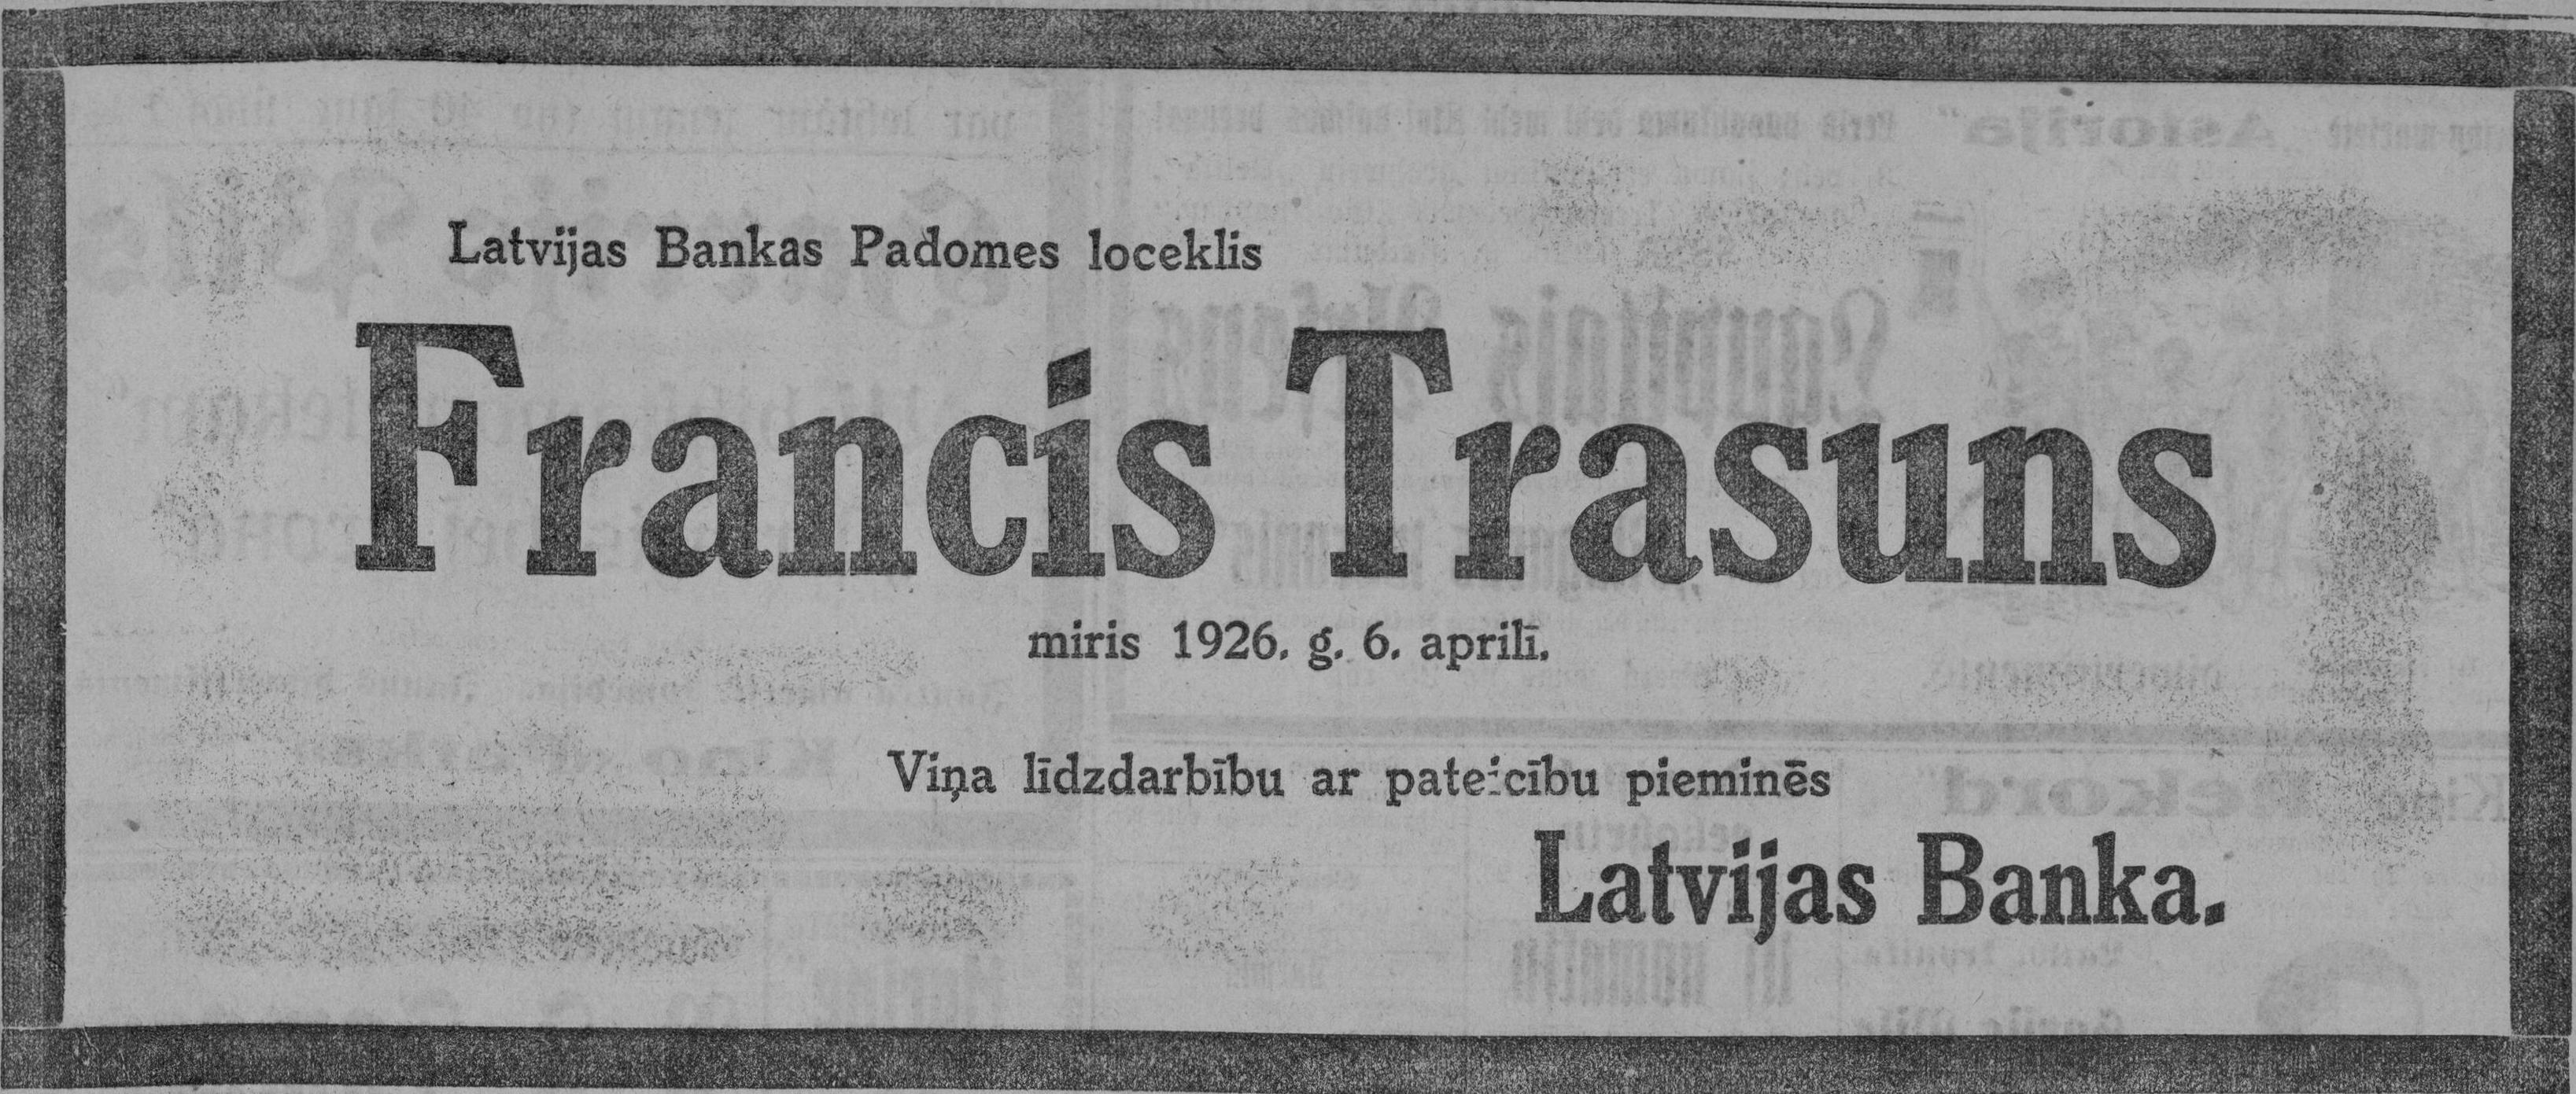 Latvijas Bankas Padomes loceklis
Francis Trasuns
miris 1926. g. 6. aprilī.
Viņa līdzdarbību ar pateicību pieminēs
Latvijas Banka.